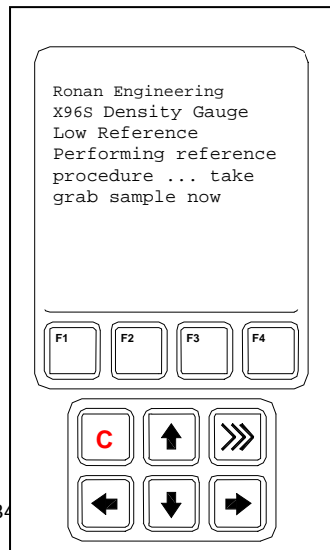 Ronan Engineering
X96S Density Gauge
Low Reference
Performing reference
procedure ... take
grab sample now
F1 F2 F3 F4
C